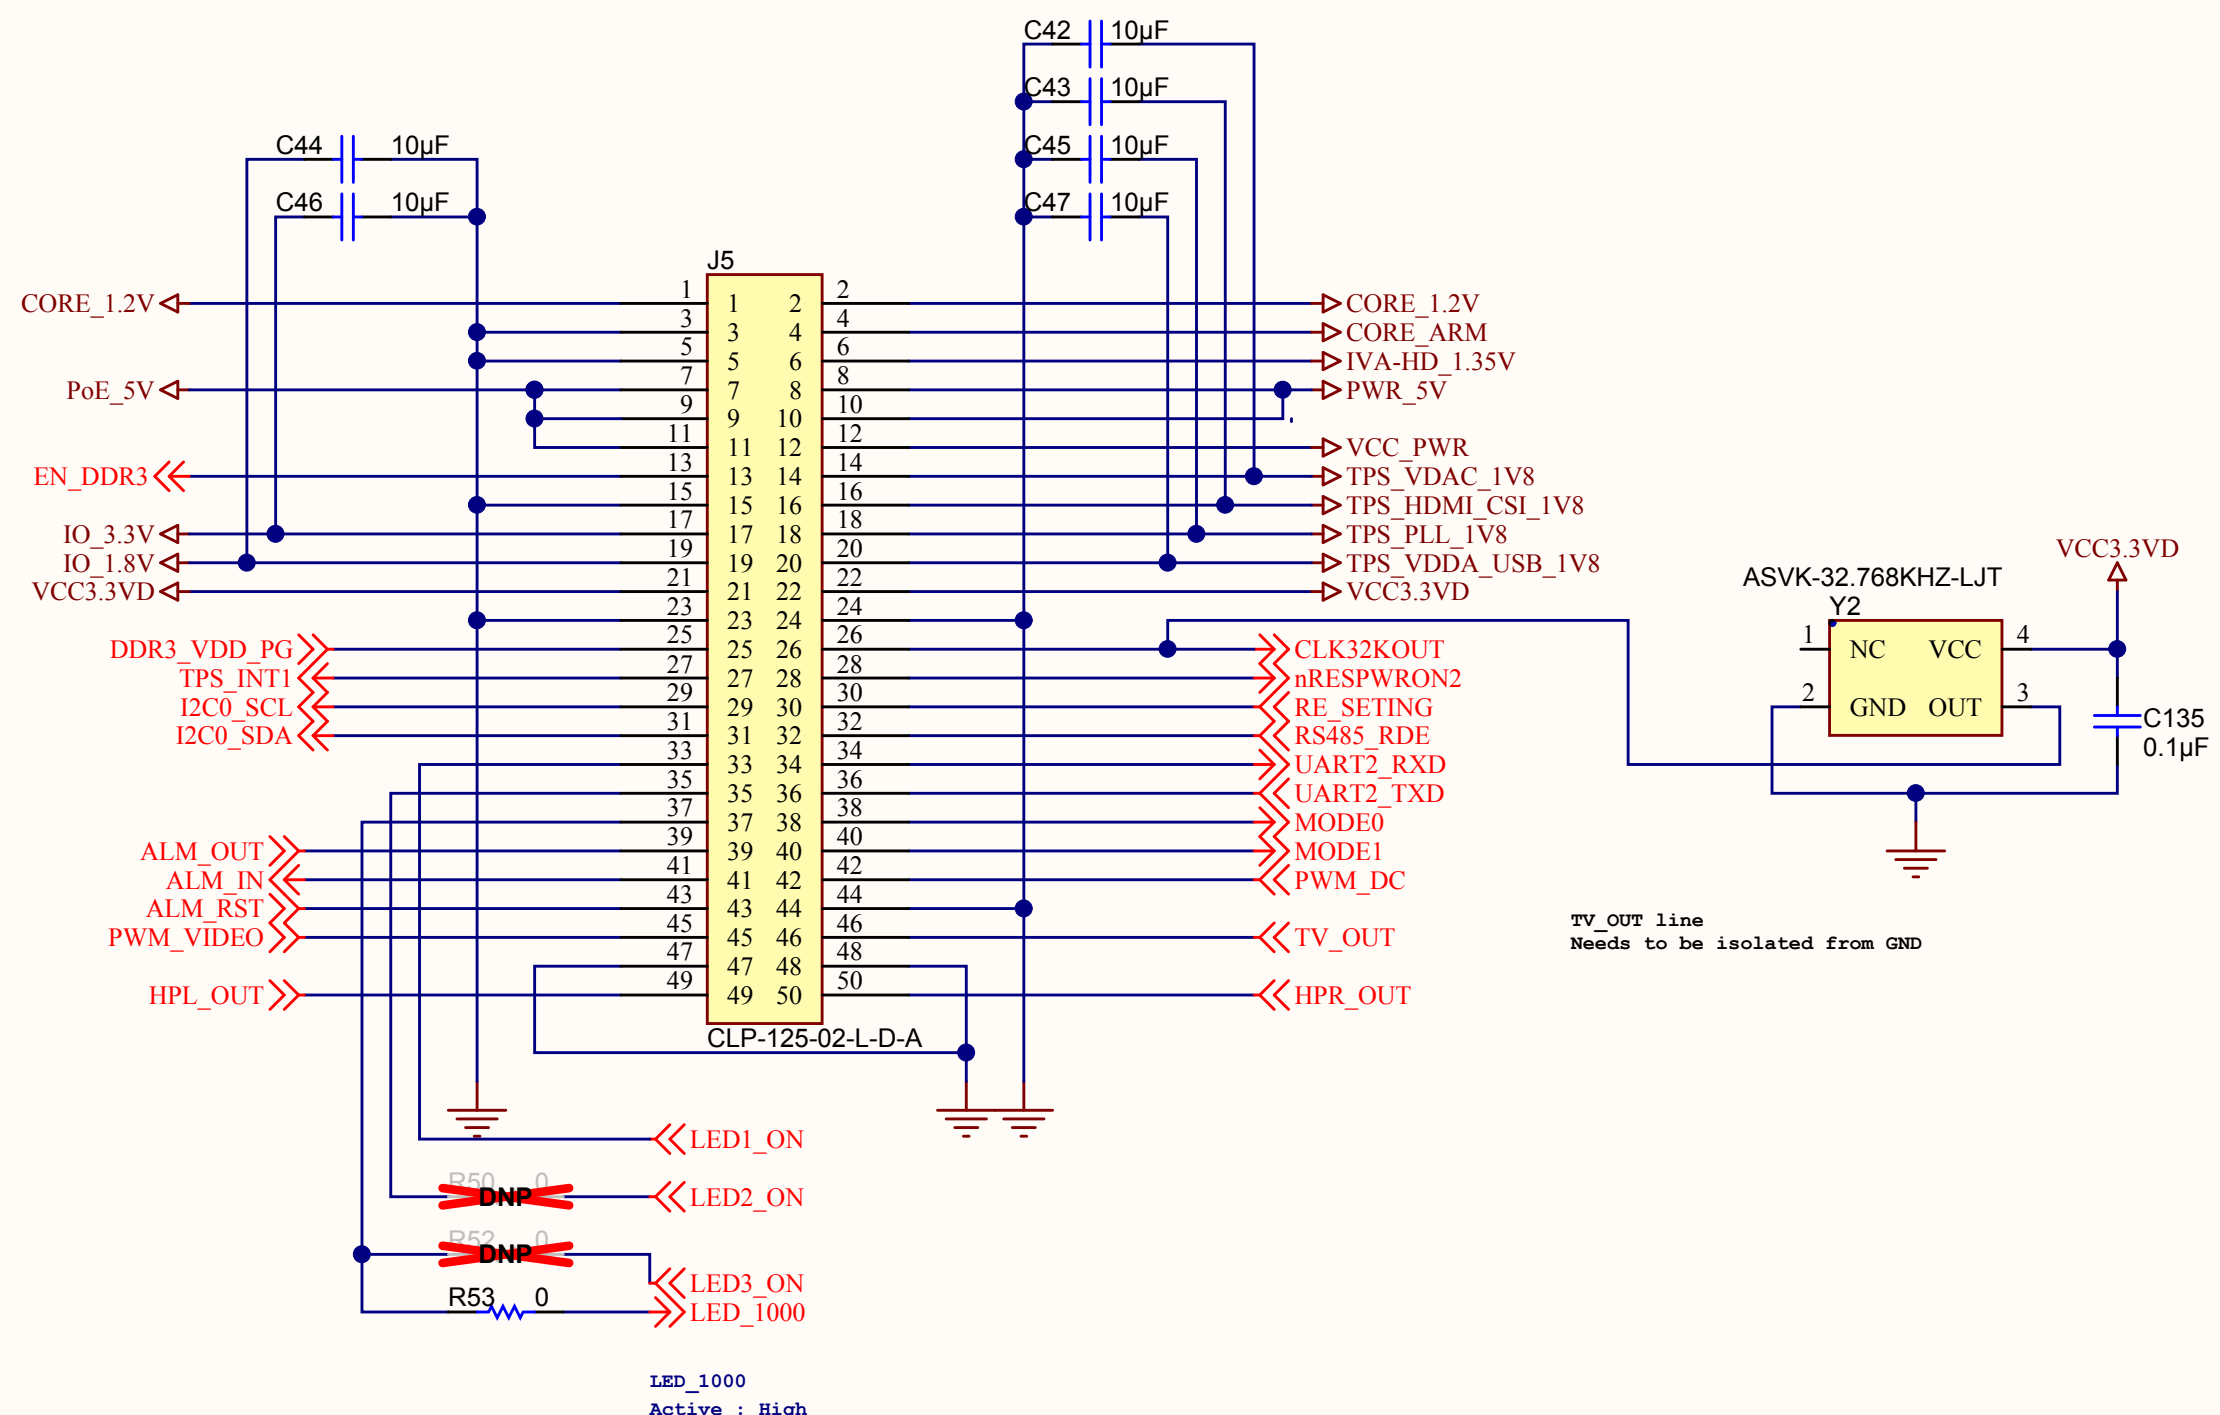 C42 10µF
C43 10µF
C45 10µF
C47 10µF
C44 10µF
C46 10µF
J5
CORE_1.2V 1 1 2 2 CORE_1.2V
3 3 4 4 CORE_ARM
5 5 6 6 IVA-HD_1.35V
PoE_5V 7 7 8 8 PWR_5V
9 9 10 10
11 11 12 12 VCC_PWR
EN_DDR3 13 13 14 14 TPS_VDAC_1V8
15 15 16 16 TPS_HDMI_CSI_1V8
IO_3.3V 17 17 18 18 TPS_PLL_1V8
IO_1.8V 19 19 20 20 TPS_VDDA_USB_1V8
VCC3.3VD 21 21 22 22 VCC3.3VD
23 23 24 24
DDR3_VDD_PG 25 25 26 26 CLK32KOUT
TPS_INT1 27 27 28 28 nRESPWRON2
I2C0_SCL 29 29 30 30 RE_SETING
I2C0_SDA 31 31 32 32 RS485_RDE
33 33 34 34 UART2_RXD
35 35 36 36 UART2_TXD
37 37 38 38 MODE0
ALM_OUT 39 39 40 40 MODE1
ALM_IN 41 41 42 42 PWM_DC
ALM_RST 43 43 44 44
PWM_VIDEO 45 45 46 46 TV_OUT
47 47 48 48
HPL_OUT 49 49 50 50 HPR_OUT
CLP-125-02-L-D-A
VCC3.3VD
ASVK-32.768KHZ-LJT
Y2
1 NC VCC 4
2 GND OUT 3
C135
0.1µF
TV_OUT line
Needs to be isolated from GND
LED1_ON
R50 0
DNP LED2_ON
R52 0
DNP
LED3_ON
R53 0 LED_1000
LED_1000
Active : High